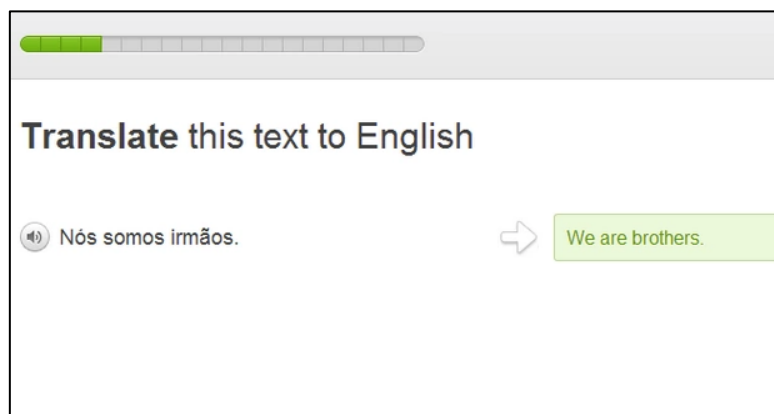 Translate this text to English
Nós somos irmãos.
We are brothers.